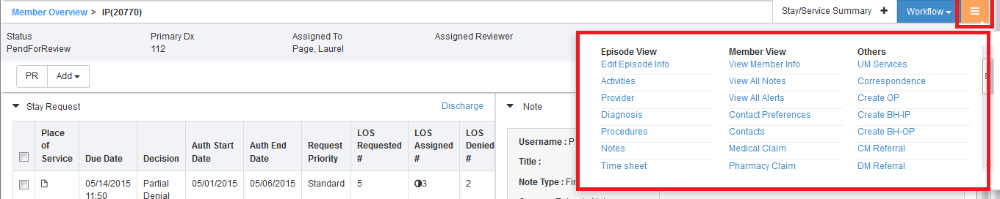 Member Overview > IP(20770)
Stay/Service Summary +
Workflow
Status
PendForReview
Primary Dx
112
Assigned To
Page, Laurel
Assigned Reviewer
PR
Add
Stay Request
Discharge
Place of Service
Due Date
Decision
Auth Start Date
Auth End Date
Request Priority
LOS Requested #
LOS Assigned #
LOS Denied #
05/14/2015 11:50
Partial Denial
05/01/2015
05/06/2015
Standard
5
3
2
Note
Username : P
Title :
Note Type : Fin
Episode View
Edit Episode Info
Activities
Provider
Diagnosis
Procedures
Notes
Time sheet
Member View
View Member Info
View All Notes
View All Alerts
Contact Preferences
Contacts
Medical Claim
Pharmacy Claim
Others
UM Services
Correspondence
Create OP
Create BH-IP
Create BH-OP
CM Referral
DM Referral